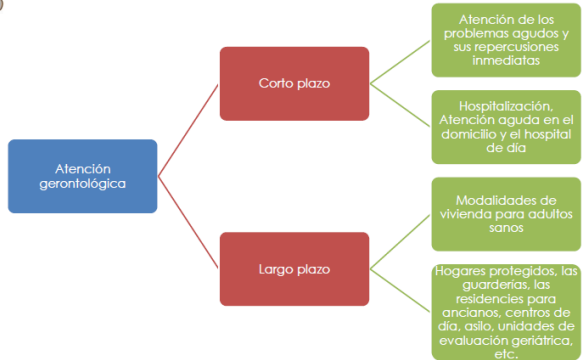 Atención
gerontológica
Corto plazo
Atención de los
problemas agudos y
sus repercusiones
inmediatas
Hospitalización,
Atención aguda en el
domicilio y el hospital
de día
Largo plazo
Modalidades de
vivienda para adultos
sanos
Hogares protegidos, las
guarderías, las
residencies para
ancianos, centros de
día, asilo, unidades de
evaluación geriátrica,
etc.